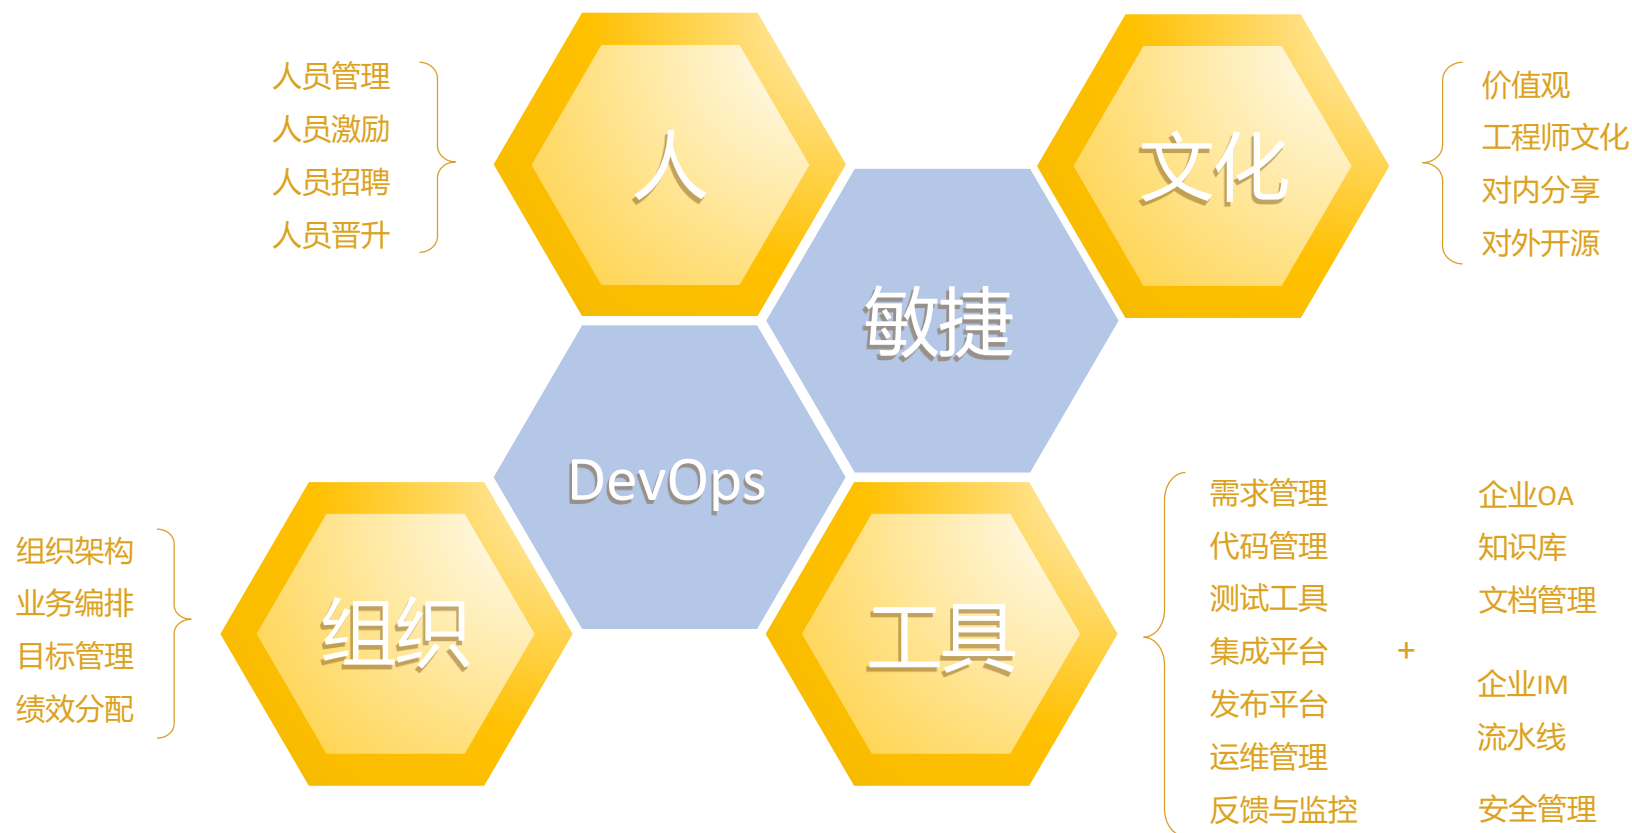 人
人员管理
人员激励
人员招聘
人员晋升
文化
价值观
工程师文化
对内分享
对外开源
敏捷
DevOps
组织
组织架构
业务编排
目标管理
绩效分配
工具
需求管理
代码管理
测试工具
集成平台
发布平台
运维管理
反馈与监控
+
企业OA
知识库
文档管理
企业IM
流水线
安全管理